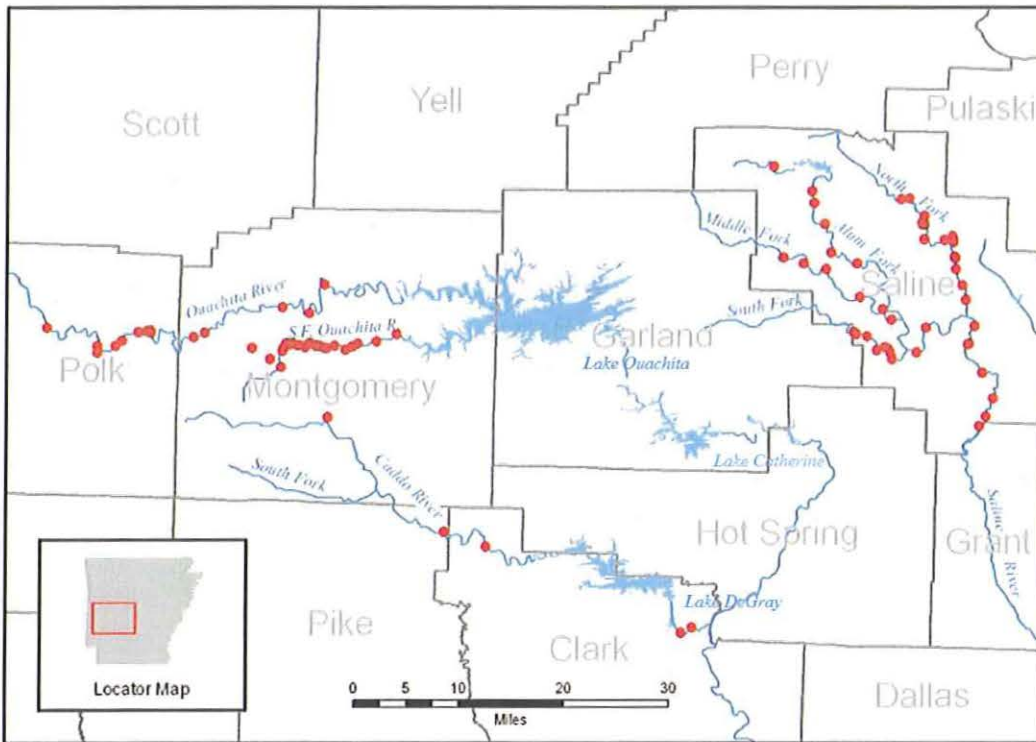 Perry
Yell
Scott
Pulaski
North Fork
Middle Fork
Alum Fork
Saline
Ouachita River
South Fork
S.F. Ouachita R.
Garland
Polk
Lake Ouachita
Montgomery
Lake Catherine
South Fork
Caddo River
Hot Spring
Grant
Saline River
Lake DeGray
Pike
Clark
Locator Map
0 5 10 20 30
Miles
Dallas